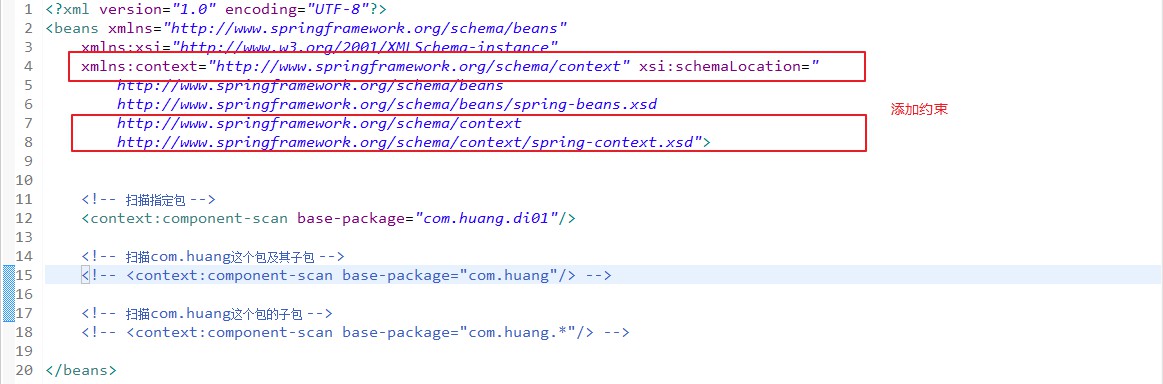 1 <?xml version="1.0" encoding="UTF-8"?>
2 <beans xmlns="http://www.springframework.org/schema/beans"
3     xmlns:xsi="http://www.w3.org/2001/XMLSchema-instance"
4     xmlns:context="http://www.springframework.org/schema/context" xsi:schemaLocation="
5         http://www.springframework.org/schema/beans
6         http://www.springframework.org/schema/beans/spring-beans.xsd
添加约束
7         http://www.springframework.org/schema/context
8         http://www.springframework.org/schema/context/spring-context.xsd">
9
10
11     <!-- 扫描指定包 -->
12     <context:component-scan base-package="com.huang.di01"/>
13
14     <!-- 扫描com.huang这个包及其子包 -->
15     <!-- <context:component-scan base-package="com.huang"/> -->
16
17     <!-- 扫描com.huang这个包的子包 -->
18     <!-- <context:component-scan base-package="com.huang.*"/> -->
19
20 </beans>